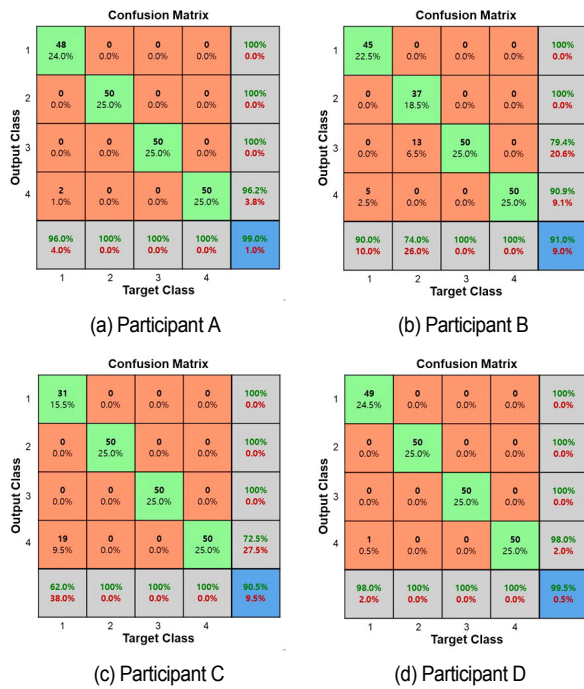 Confusion Matrix
1 48 0 0 0 100%
24.0% 0.0% 0.0% 0.0% 0.0%
2 0 50 0 0 100%
0.0% 25.0% 0.0% 0.0% 0.0%
3 0 0 50 0 100%
0.0% 0.0% 25.0% 0.0% 0.0%
4 2 0 0 50 96.2%
1.0% 0.0% 0.0% 25.0% 3.8%
96.0% 100% 100% 100% 99.0%
4.0% 0.0% 0.0% 0.0% 1.0%
1 2 3 4
Output Class
Target Class
(a) Participant A
Confusion Matrix
1 45 0 0 0 100%
22.5% 0.0% 0.0% 0.0% 0.0%
2 0 37 0 0 100%
0.0% 18.5% 0.0% 0.0% 0.0%
3 0 13 50 0 79.4%
0.0% 6.5% 25.0% 0.0% 20.6%
4 5 0 0 50 90.9%
2.5% 0.0% 0.0% 25.0% 9.1%
90.0% 74.0% 100% 100% 91.0%
10.0% 26.0% 0.0% 0.0% 9.0%
1 2 3 4
Output Class
Target Class
(b) Participant B
Confusion Matrix
1 31 0 0 0 100%
15.5% 0.0% 0.0% 0.0% 0.0%
2 0 50 0 0 100%
0.0% 25.0% 0.0% 0.0% 0.0%
3 0 0 50 0 100%
0.0% 0.0% 25.0% 0.0% 0.0%
4 19 0 0 50 72.5%
9.5% 0.0% 0.0% 25.0% 27.5%
62.0% 100% 100% 100% 90.5%
38.0% 0.0% 0.0% 0.0% 9.5%
1 2 3 4
Output Class
Target Class
(c) Participant C
Confusion Matrix
1 49 0 0 0 100%
24.5% 0.0% 0.0% 0.0% 0.0%
2 0 50 0 0 100%
0.0% 25.0% 0.0% 0.0% 0.0%
3 0 0 50 0 100%
0.0% 0.0% 25.0% 0.0% 0.0%
4 1 0 0 50 98.0%
0.5% 0.0% 0.0% 25.0% 2.0%
98.0% 100% 100% 100% 99.5%
2.0% 0.0% 0.0% 0.0% 0.5%
1 2 3 4
Output Class
Target Class
(d) Participant D